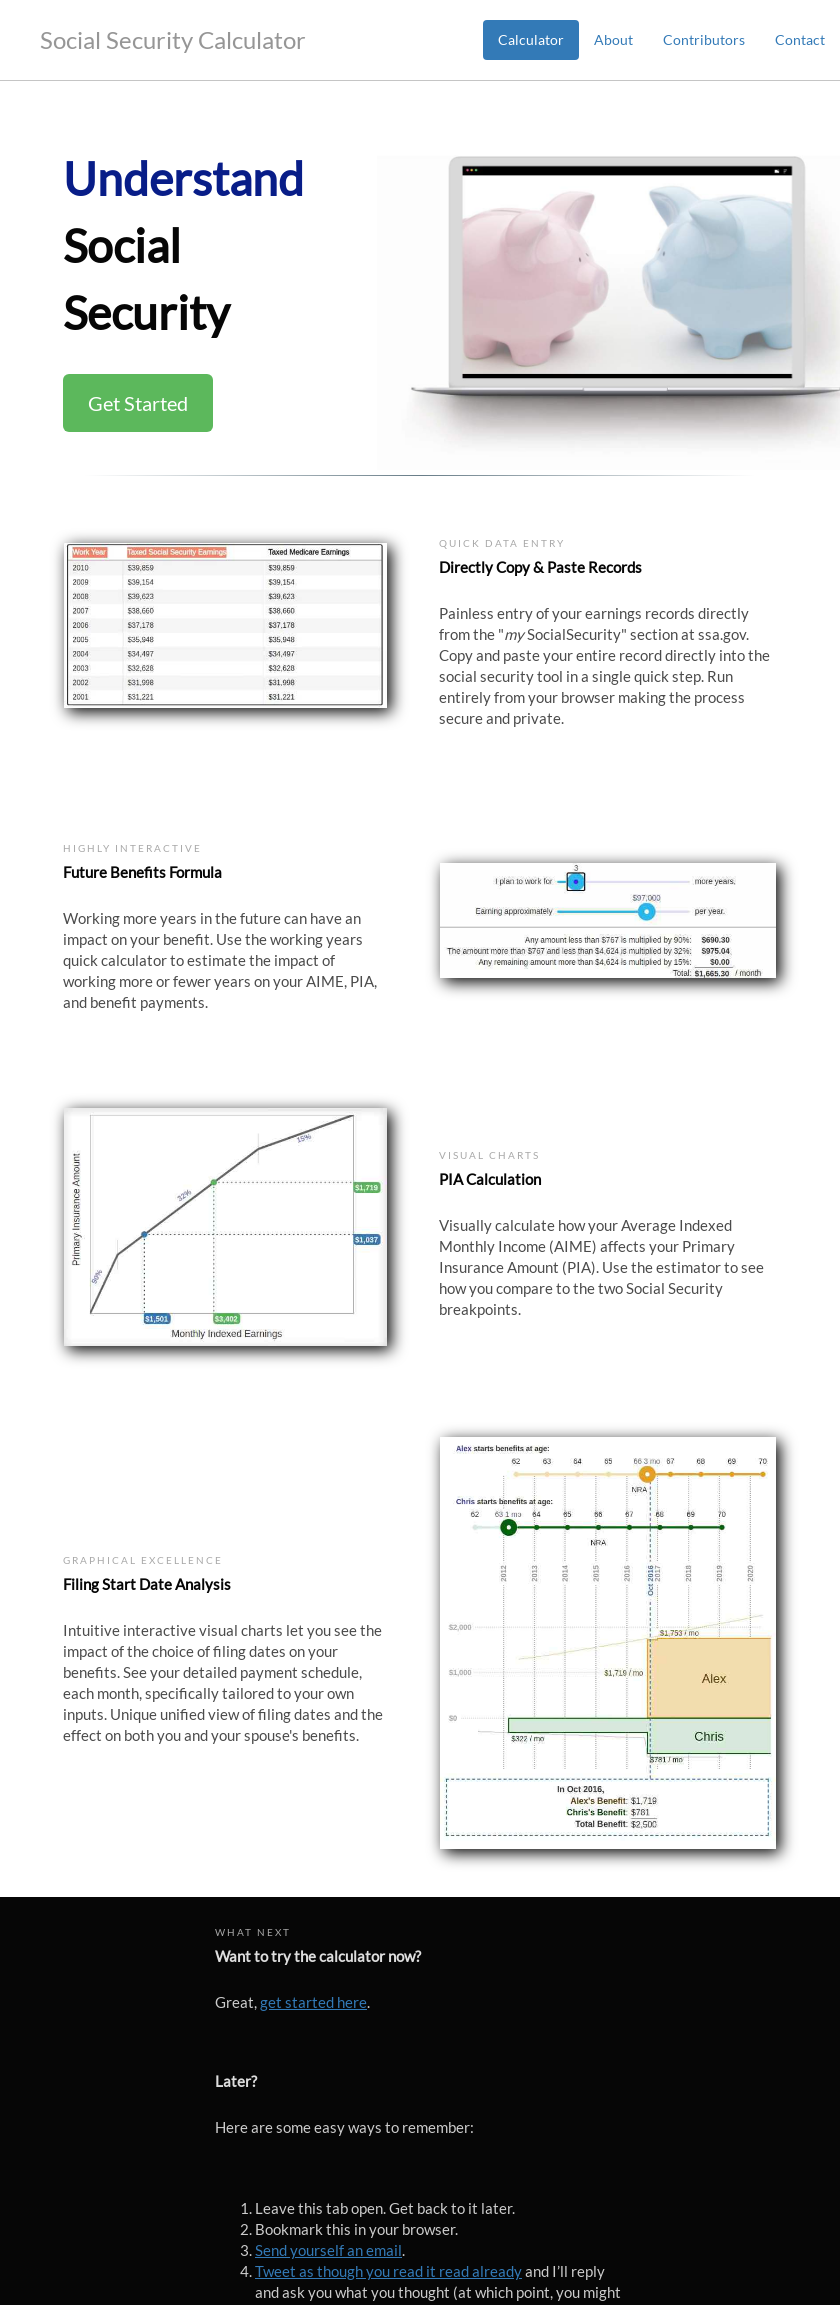 Social Security Calculator
Calculator
About
Contributors
Contact
Understand
Social
Security
Get Started
Work Year Taxed Social Security Earnings Taxed Medicare Earnings
2010 $39,859 $39,859
2009 $39,154 $39,154
2008 $39,623 $39,623
2007 $38,660 $38,660
2006 $37,178 $37,178
2005 $35,948 $35,948
2004 $34,497 $34,497
2003 $32,628 $32,628
2002 $31,998 $31,998
2001 $31,221 $31,221
QUICK DATA ENTRY
Directly Copy & Paste Records
Painless entry of your earnings records directly
from the "my SocialSecurity" section at ssa.gov.
Copy and paste your entire record directly into the
social security tool in a single quick step. Run
entirely from your browser making the process
secure and private.
HIGHLY INTERACTIVE
Future Benefits Formula
Working more years in the future can have an
impact on your benefit. Use the working years
quick calculator to estimate the impact of
working more or fewer years on your AIME, PIA,
and benefit payments.
3
I plan to work for more years.
$97,000
Earning approximately per year.
Any amount less than $767 is multiplied by 90%: $690.30
The amount more than $767 and less than $4,624 is multiplied by 32%: $975.04
Any remaining amount more than $4,624 is multiplied by 15%: $0.00
Total: $1,665.30 / month
Primary Insurance Amount
90%
32%
15%
$1,719
$1,037
$1,501
$3,402
Monthly Indexed Earnings
VISUAL CHARTS
PIA Calculation
Visually calculate how your Average Indexed
Monthly Income (AIME) affects your Primary
Insurance Amount (PIA). Use the estimator to see
how you compare to the two Social Security
breakpoints.
GRAPHICAL EXCELLENCE
Filing Start Date Analysis
Intuitive interactive visual charts let you see the
impact of the choice of filing dates on your
benefits. See your detailed payment schedule,
each month, specifically tailored to your own
inputs. Unique unified view of filing dates and the
effect on both you and your spouse's benefits.
Alex starts benefits at age:
62 63 64 65 66 3 mo 67 68 69 70
NRA
Chris starts benefits at age:
62 63 1 mo 64 65 66 67 68 69 70
NRA
2012 2013 2014 2015 2016 Oct 2016 2017 2018 2019 2020
$2,000
$1,753 / mo
$1,000
$1,719 / mo
Alex
$0
Chris
$322 / mo
$781 / mo
In Oct 2016,
Alex's Benefit: $1,719
Chris's Benefit: $781
Total Benefit: $2,500
WHAT NEXT
Want to try the calculator now?
Great, get started here.
Later?
Here are some easy ways to remember:
1. Leave this tab open. Get back to it later.
2. Bookmark this in your browser.
3. Send yourself an email.
4. Tweet as though you read it read already and I’ll reply
and ask you what you thought (at which point, you might